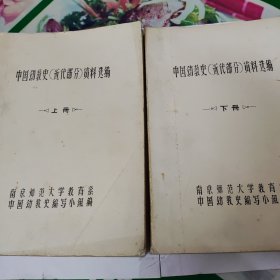 中国幼教史(近代部分)资料选编
上册
南京师范大学教育系
中国幼教史编写小组编
中国幼教史(近代部分)资料选编
下册
南京师范大学教育系
中国幼教史编写小组编